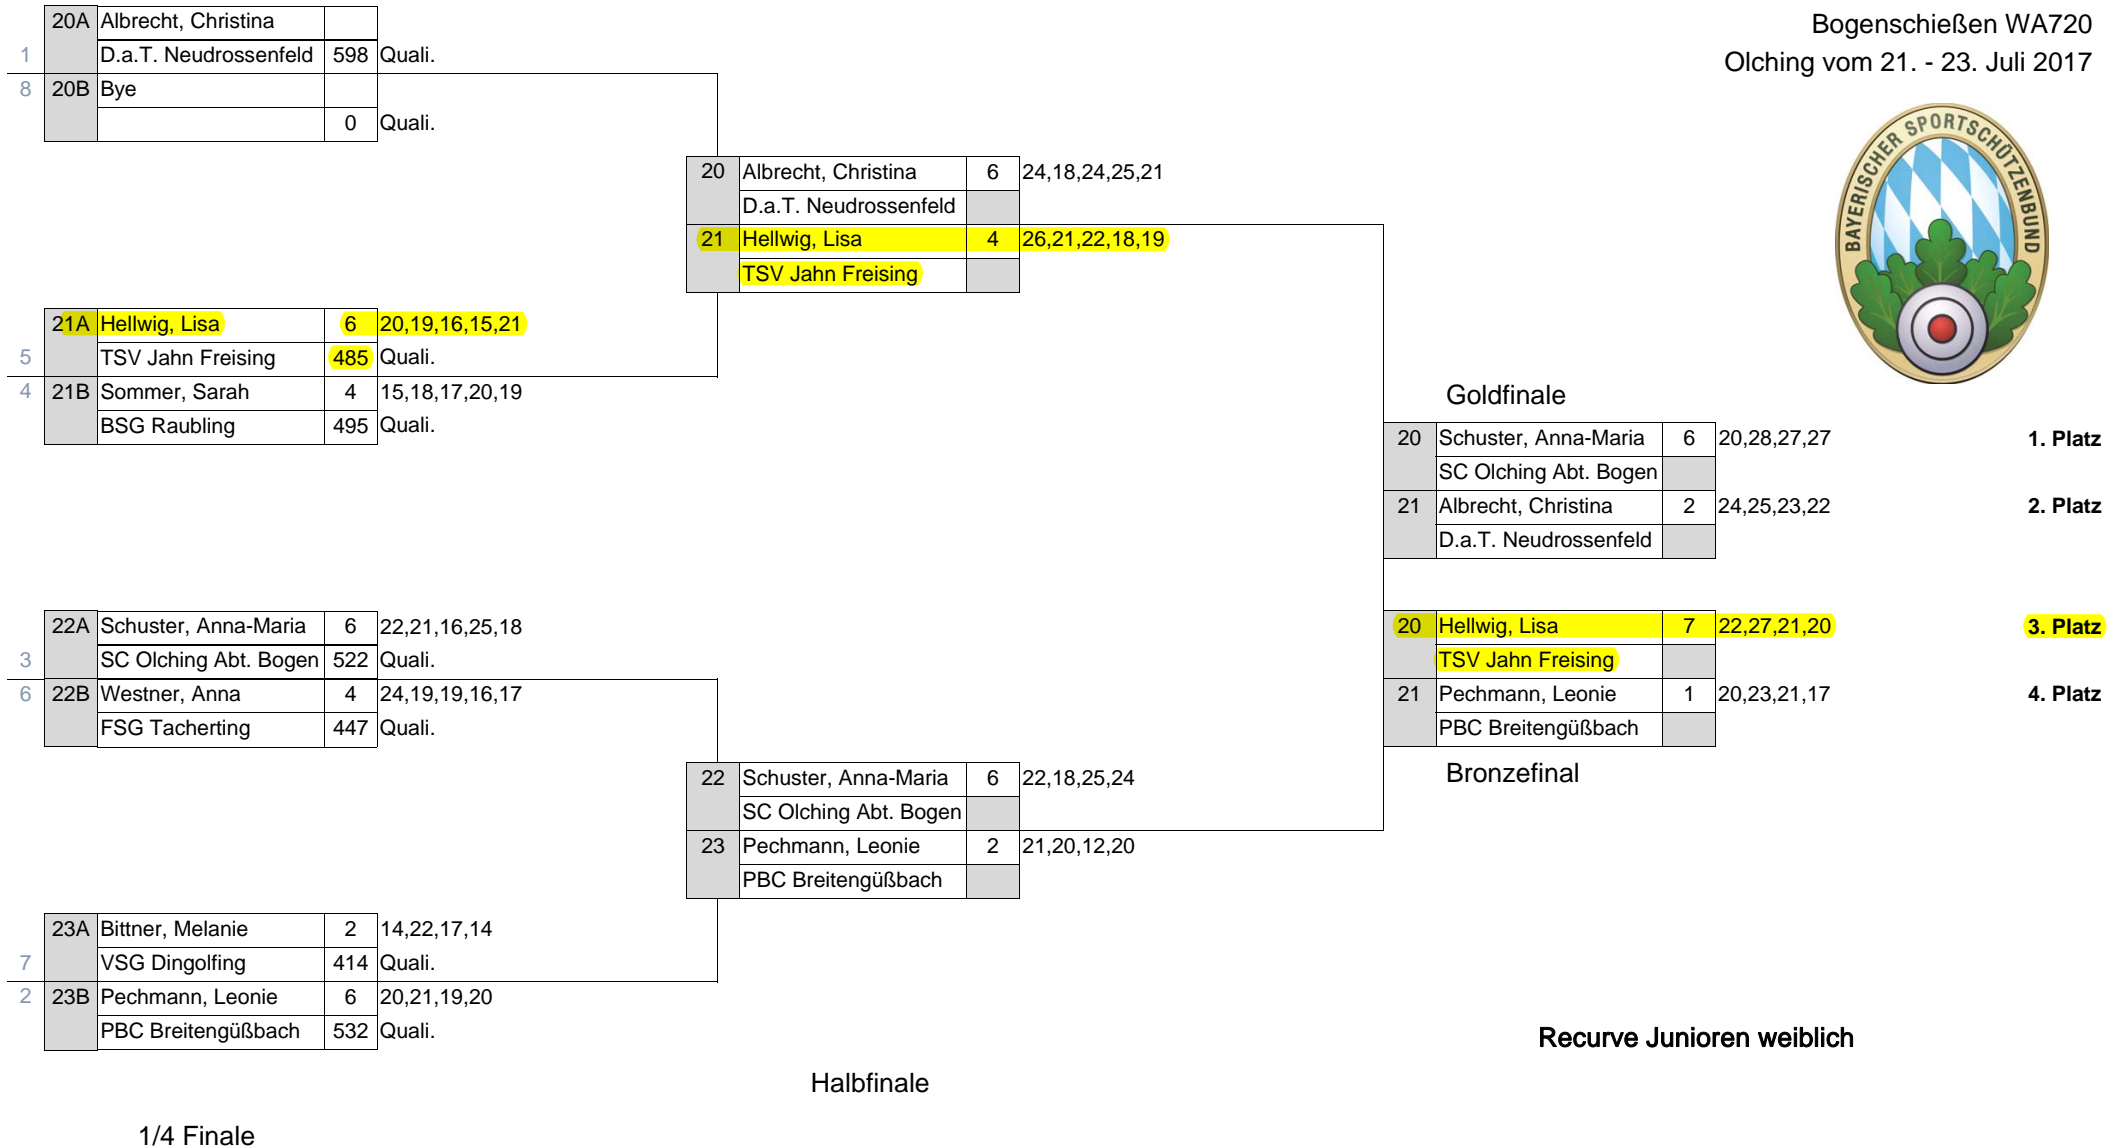 Bogenschießen WA720
Olching vom 21. - 23. Juli 2017
BAYERISCHER SPORTSCHÜTZENBUND
20A Albrecht, Christina
1 D.a.T. Neudrossenfeld 598 Quali.
8 20B Bye
0 Quali.
21A Hellwig, Lisa 6 20,19,16,15,21
5 TSV Jahn Freising 485 Quali.
4 21B Sommer, Sarah 4 15,18,17,20,19
BSG Raubling 495 Quali.
22A Schuster, Anna-Maria 6 22,21,16,25,18
3 SC Olching Abt. Bogen 522 Quali.
6 22B Westner, Anna 4 24,19,19,16,17
FSG Tacherting 447 Quali.
23A Bittner, Melanie 2 14,22,17,14
7 VSG Dingolfing 414 Quali.
2 23B Pechmann, Leonie 6 20,21,19,20
PBC Breitengüßbach 532 Quali.
1/4 Finale
20 Albrecht, Christina 6 24,18,24,25,21
D.a.T. Neudrossenfeld
21 Hellwig, Lisa 4 26,21,22,18,19
TSV Jahn Freising
22 Schuster, Anna-Maria 6 22,18,25,24
SC Olching Abt. Bogen
23 Pechmann, Leonie 2 21,20,12,20
PBC Breitengüßbach
Halbfinale
Goldfinale
20 Schuster, Anna-Maria 6 20,28,27,27 1. Platz
SC Olching Abt. Bogen
21 Albrecht, Christina 2 24,25,23,22 2. Platz
D.a.T. Neudrossenfeld
20 Hellwig, Lisa 7 22,27,21,20 3. Platz
TSV Jahn Freising
21 Pechmann, Leonie 1 20,23,21,17 4. Platz
PBC Breitengüßbach
Bronzefinal
Recurve Junioren weiblich